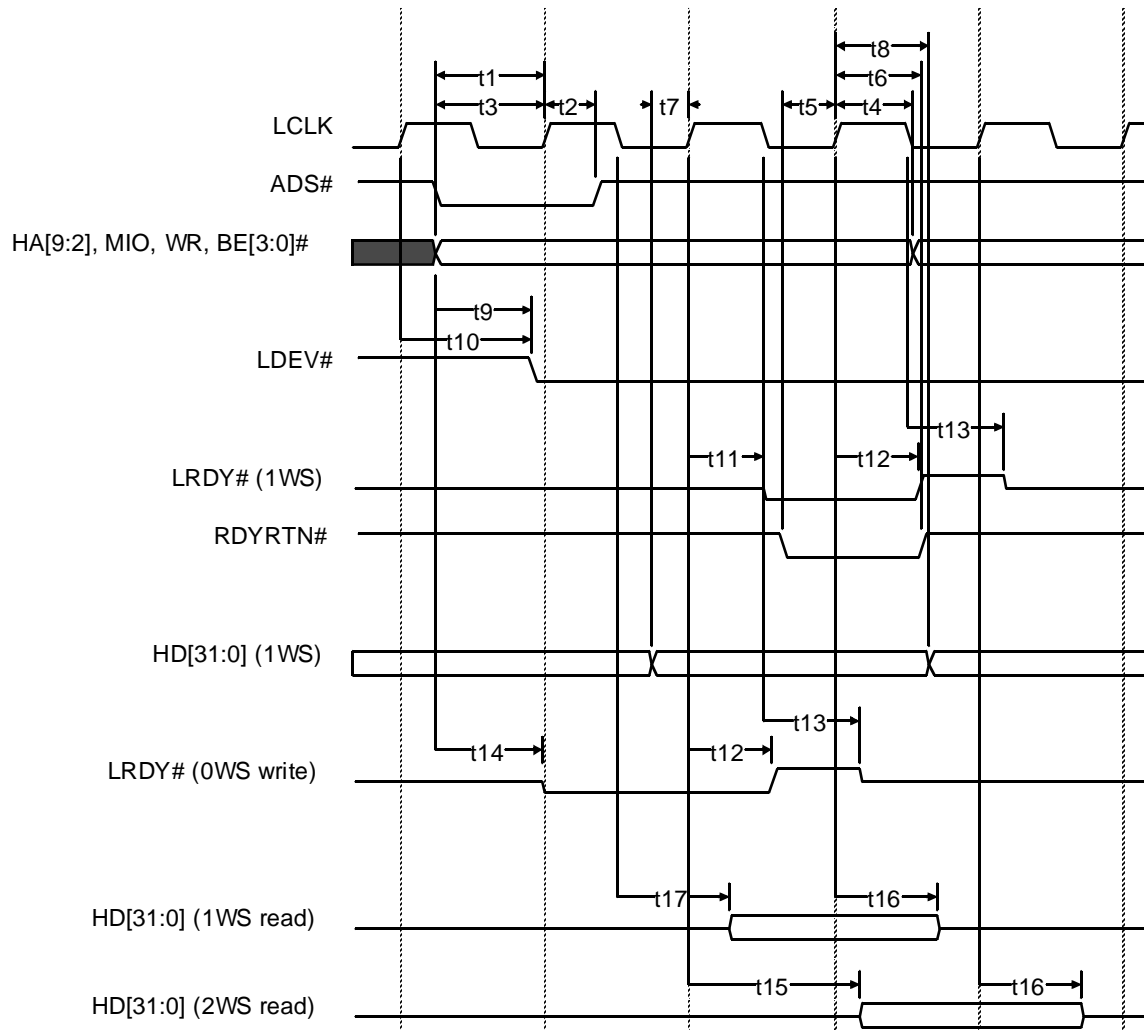 t8
t1 t6
t3 t2 t7 t5 t4
LCLK
ADS#
HA[9:2], MIO, WR, BE[3:0]#
t9
t10
LDEV#
t13
t11 t12
LRDY# (1WS)
RDYRTN#
HD[31:0] (1WS)
t13
t14 t12
LRDY# (0WS write)
t17 t16
HD[31:0] (1WS read)
t15 t16
HD[31:0] (2WS read)